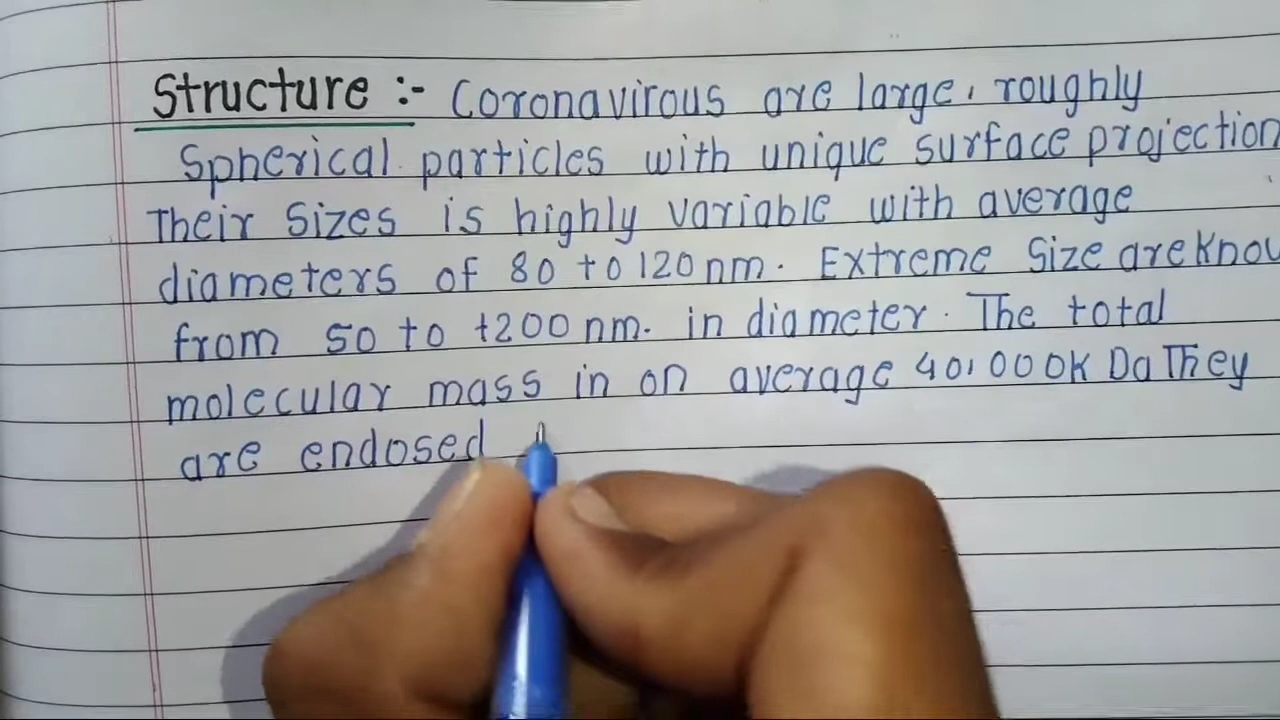 Structure :- Coronavirous are large, roughly
Spherical particles with unique surface projection
Their Sizes is highly variable with average
diameters of 80 to 120 nm. Extreme Size are Know
from 50 to t200 nm. in diameter. The total
molecular mass in on average 40,000 K Da They
are endosed